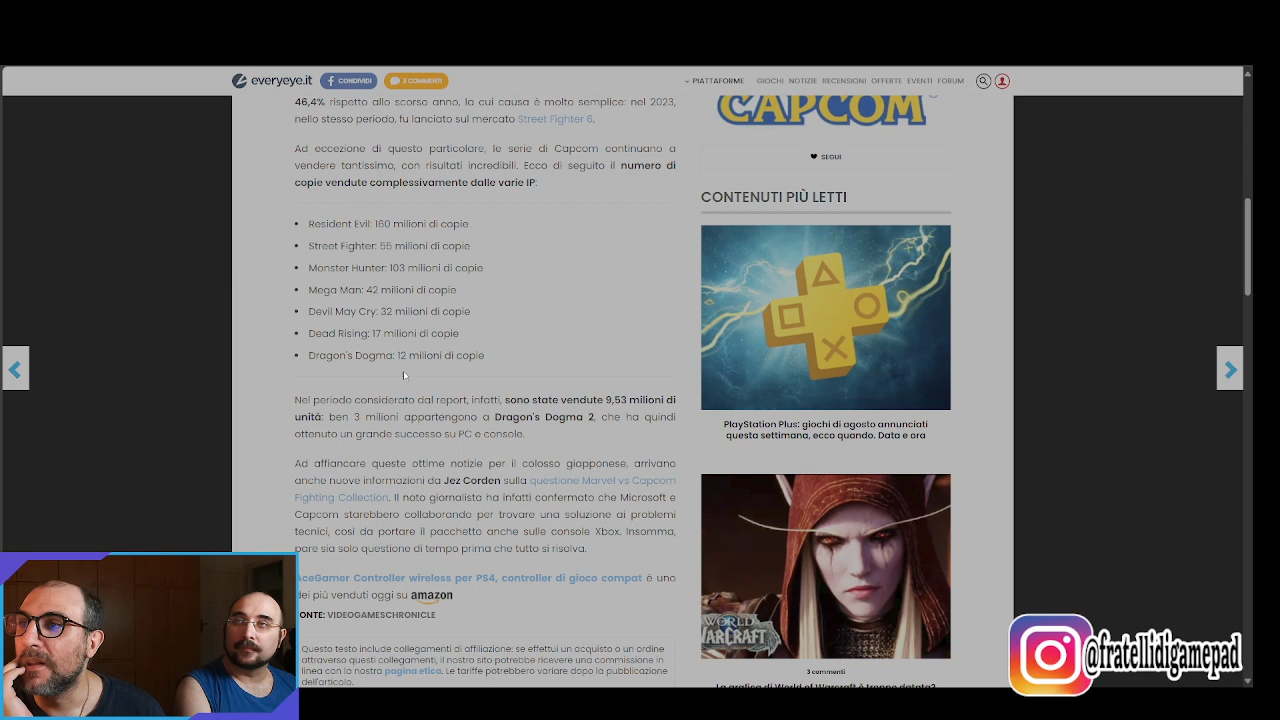 everyeye.it
CONDIVIDI
3 COMMENTI
PIATTAFORME GIOCHI NOTIZIE RECENSIONI OFFERTE EVENTI FORUM
46,4% rispetto allo scorso anno, la cui causa è molto semplice: nel 2023,
nello stesso periodo, fu lanciato sul mercato Street Fighter 6.
Ad eccezione di questo particolare, le serie di Capcom continuano a
vendere tantissimo, con risultati incredibili. Ecco di seguito il numero di
copie vendute complessivamente dalle varie IP:
Resident Evil: 160 milioni di copie
Street Fighter: 55 milioni di copie
Monster Hunter: 103 milioni di copie
Mega Man: 42 milioni di copie
Devil May Cry: 32 milioni di copie
Dead Rising: 17 milioni di copie
Dragon's Dogma: 12 milioni di copie
Nel periodo considerato dal report, infatti, sono state vendute 9,53 milioni di
unità: ben 3 milioni appartengono a Dragon's Dogma 2, che ha quindi
ottenuto un grande successo su PC e console.
Ad affiancare queste ottime notizie per il colosso giapponese, arrivano
anche nuove informazioni da Jez Corden sulla questione Marvel vs Capcom
Fighting Collection. Il noto giornalista ha infatti confermato che Microsoft e
Capcom starebbero collaborando per trovare una soluzione ai problemi
tecnici, così da portare il pacchetto anche sulle console Xbox. Insomma,
pare sia solo questione di tempo prima che tutto si risolva.
AceGamer Controller wireless per PS4, controller di gioco compat è uno
dei più venduti oggi su amazon
FONTE: VIDEOGAMESCHRONICLE
Questo testo include collegamenti di affiliazione: se effettui un acquisto o un ordine
attraverso questi collegamenti, il nostro sito potrebbe ricevere una commissione in
linea con la nostra pagina etica. Le tariffe potrebbero variare dopo la pubblicazione
dell'articolo.
CAPCOM
SEGUI
CONTENUTI PIÙ LETTI
PlayStation Plus: giochi di agosto annunciati
questa settimana, ecco quando. Data e ora
WORLD
WARCRAFT
3 commenti
La grafica di World of Warcraft è troppo datata?
@fratellidigamepad